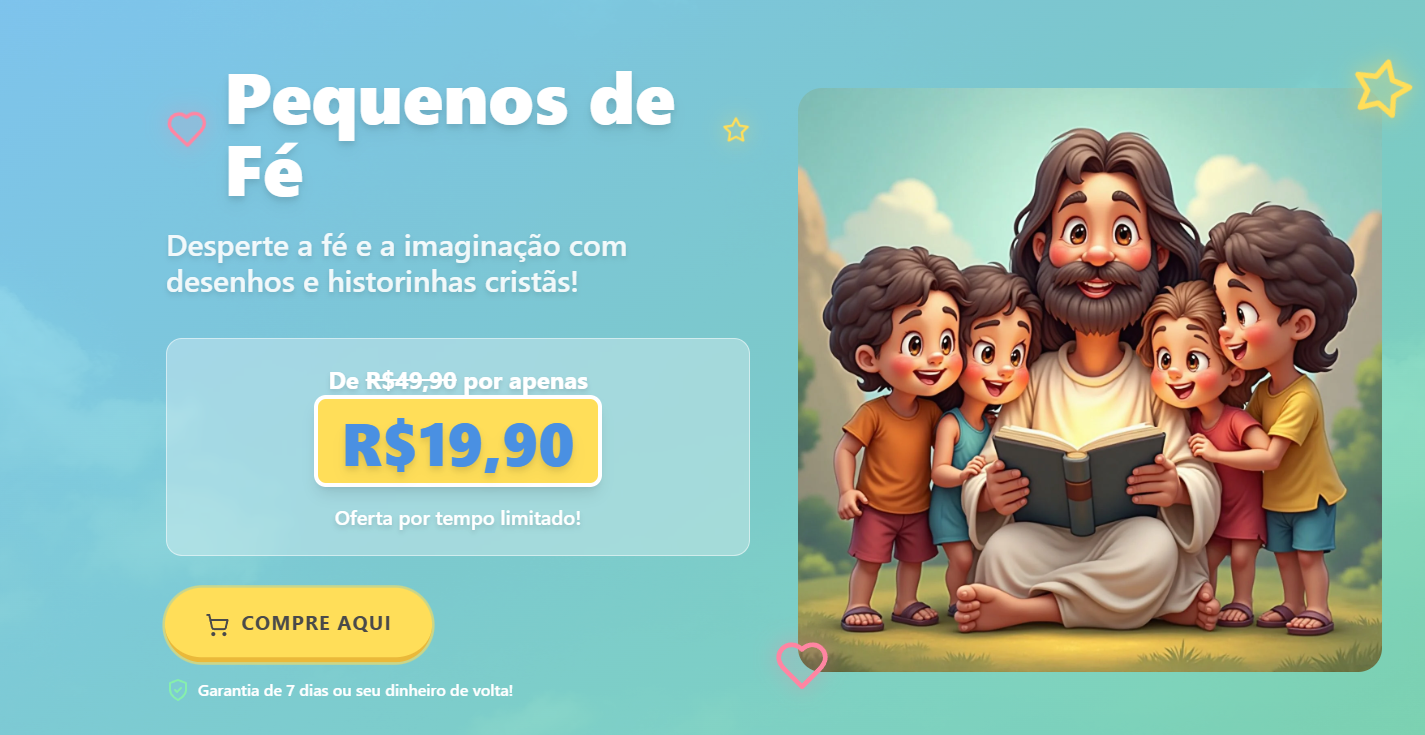 Pequenos de
Fé
Desperte a fé e a imaginação com
desenhos e historinhas cristãs!
De R$49,90 por apenas
R$19,90
Oferta por tempo limitado!
COMPRE AQUI
Garantia de 7 dias ou seu dinheiro de volta!